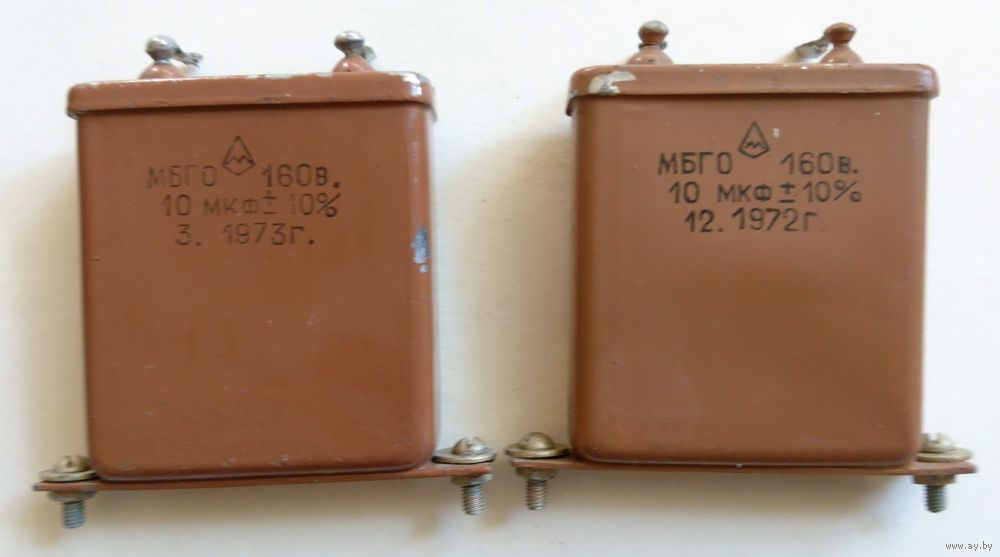 МБГО 160в.
10 мкф ± 10%
3. 1973г.
МБГО 160в.
10 мкф ± 10%
12. 1972г
www.ay.by